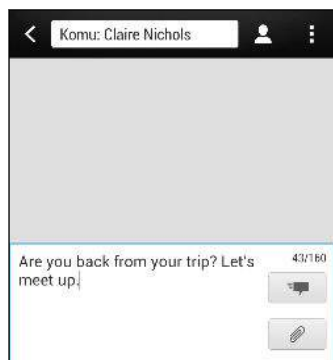 Komu: Claire Nichols
Are you back from your trip? Let's
43/160
meet up.